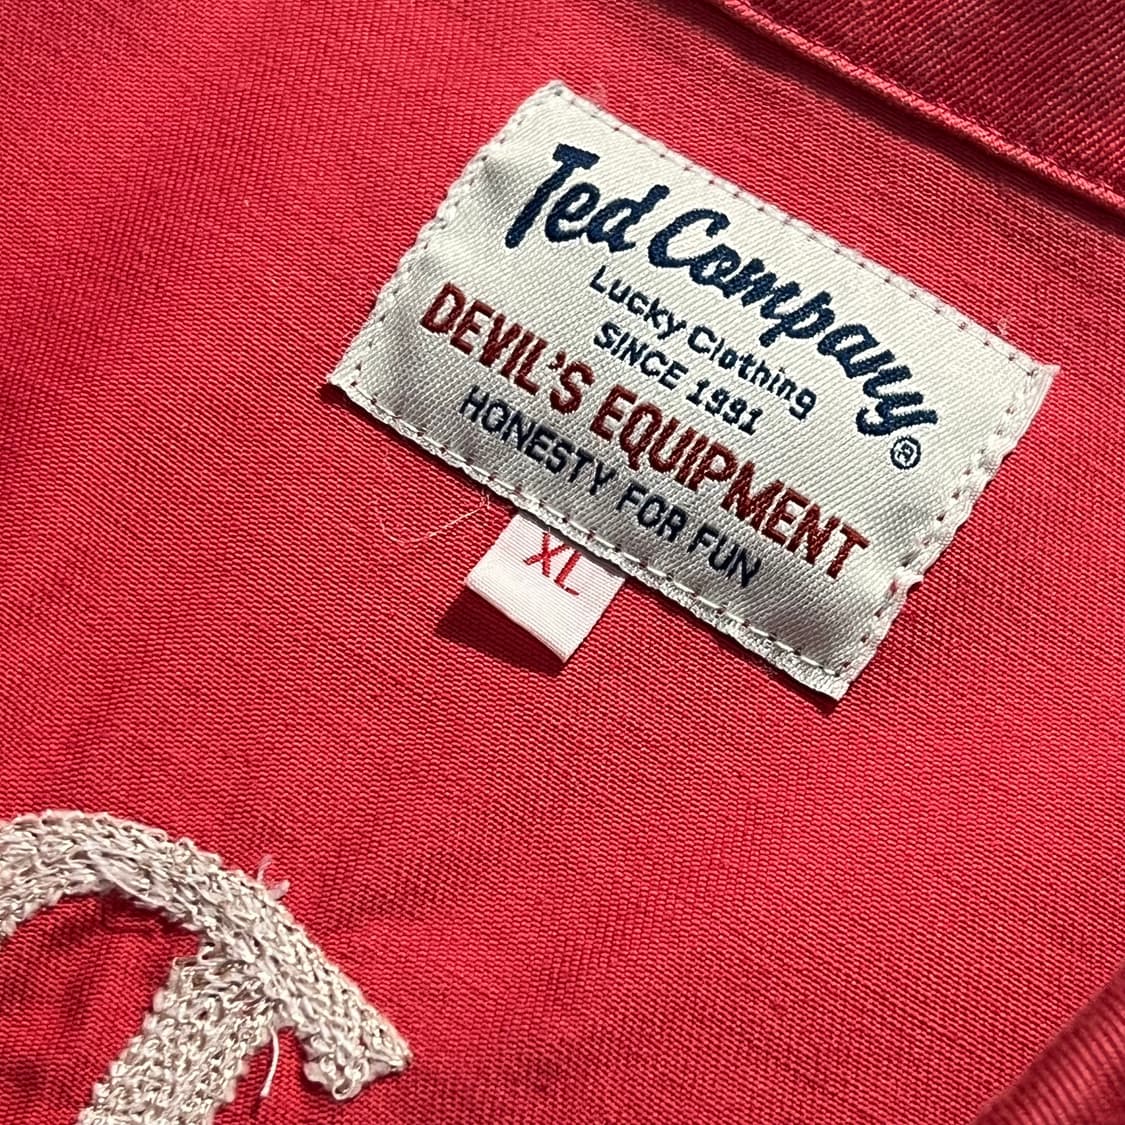 Ted Company®
Lucky Clothing
SINCE 1991
DEVIL'S EQUIPMENT
HONESTY FOR FUN
XL